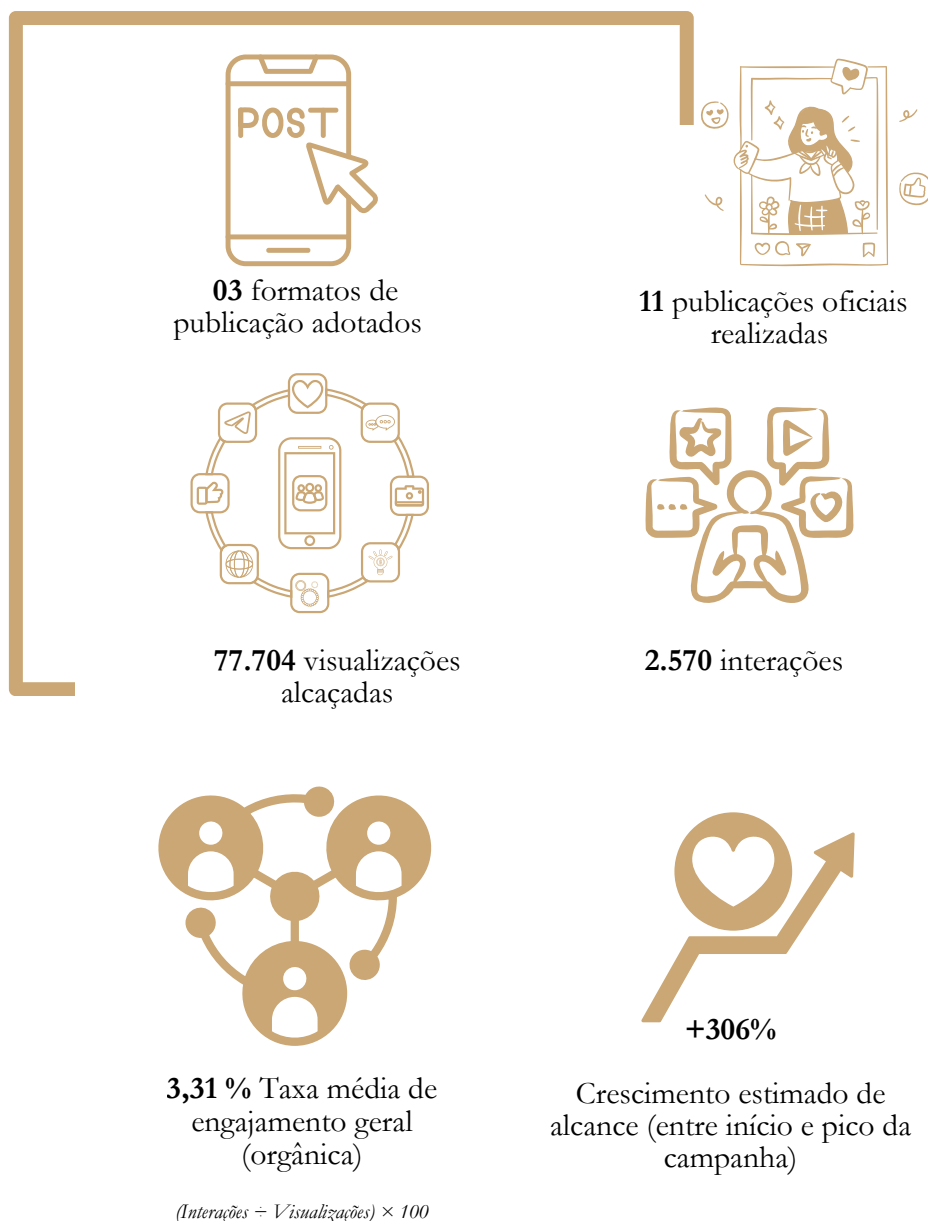 POST
03 formatos de
publicação adotados
11 publicações oficiais
realizadas
77.704 visualizações
alcaçadas
2.570 interações
3,31 % Taxa média de
engajamento geral
(orgânica)
(Interações ÷ Visualizações) × 100
+306%
Crescimento estimado de
alcance (entre início e pico da
campanha)